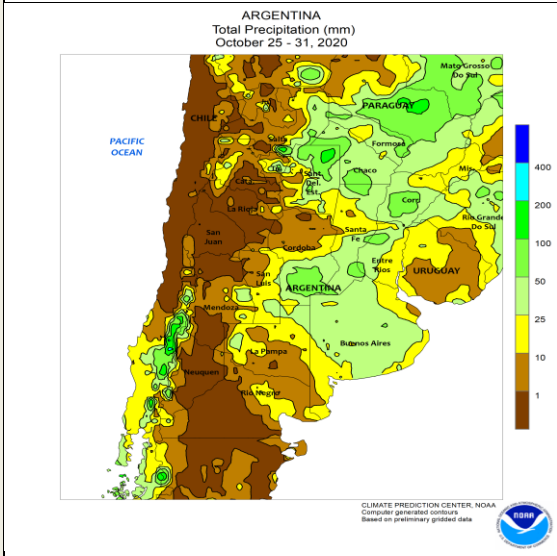 ARGENTINA
Total Precipitation (mm)
October 25 - 31, 2020
Mato Grosso
Do Sul
PARAGUAY
CHILE
PACIFIC
OCEAN
Salta
Formosa
Chaco
Mis.
Sant.
Del.
Est.
Cata.
Corr.
La Rioja
Rio Grande
Do Sul
San
Juan
Santa
Fe
Cordoba
Entre
Rios
URUGUAY
San
Luis
ARGENTINA
Mendoza
Buenos Aires
La Pampa
Neuquen
Rio Negro
400
200
100
50
25
10
1
CLIMATE PREDICTION CENTER, NOAA
Computer generated contours
Based on preliminary gridded data
NOAA